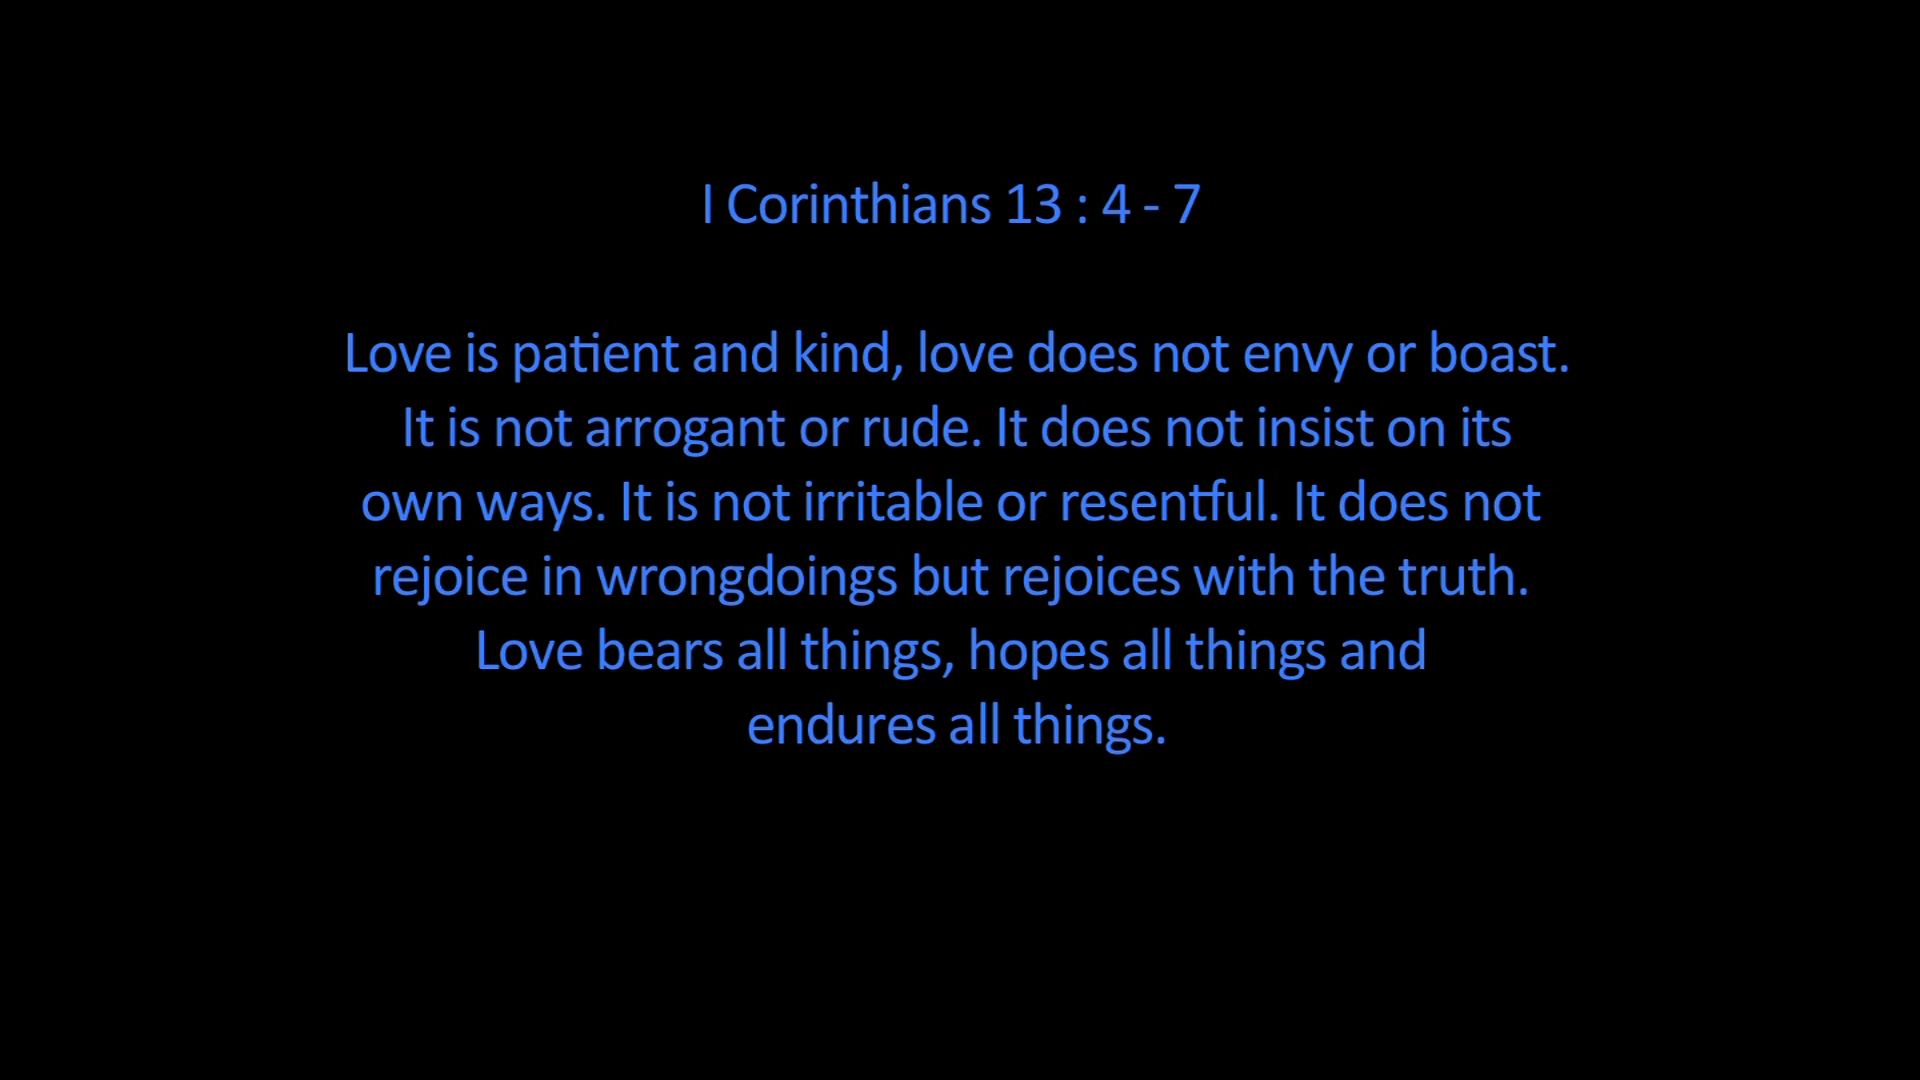 I Corinthians 13 : 4 - 7
Love is patient and kind, love does not envy or boast.
It is not arrogant or rude. It does not insist on its
own ways. It is not irritable or resentful. It does not
rejoice in wrongdoings but rejoices with the truth.
Love bears all things, hopes all things and
endures all things.